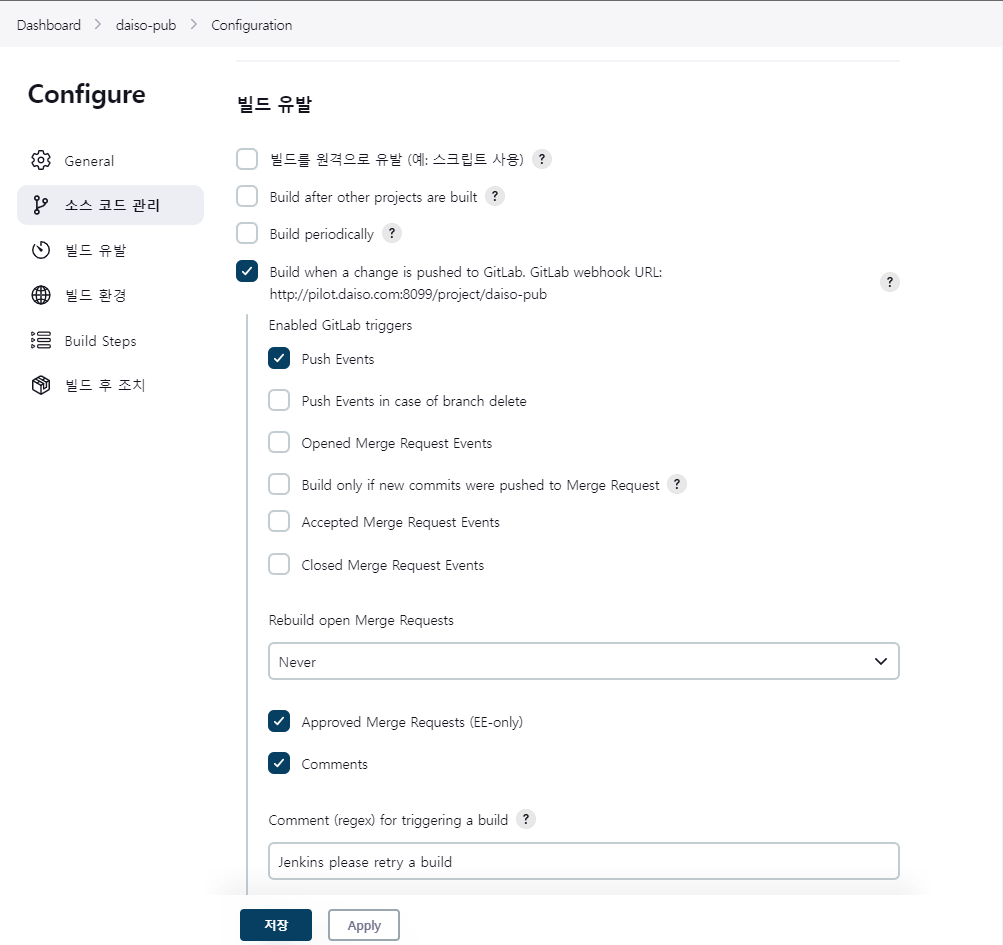 Dashboard > daiso-pub > Configuration
Configure
General
소스 코드 관리
빌드 유발
빌드 환경
Build Steps
빌드 후 조치
빌드 유발
빌드를 원격으로 유발 (예: 스크립트 사용) ?
Build after other projects are built ?
Build periodically ?
Build when a change is pushed to GitLab. GitLab webhook URL:
http://pilot.daiso.com:8099/project/daiso-pub ?
Enabled GitLab triggers
Push Events
Push Events in case of branch delete
Opened Merge Request Events
Build only if new commits were pushed to Merge Request ?
Accepted Merge Request Events
Closed Merge Request Events
Rebuild open Merge Requests
Never
Approved Merge Requests (EE-only)
Comments
Comment (regex) for triggering a build ?
Jenkins please retry a build
저장 Apply